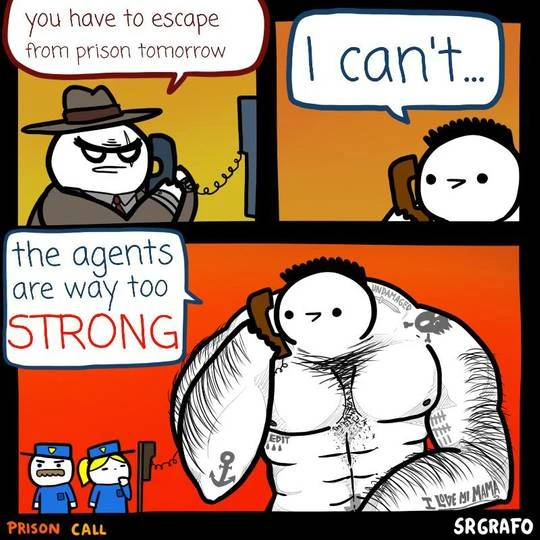 you have to escape
from prison tomorrow
I can't...
the agents
are way too
STRONG
UNDAMAGED
EDIT
I LOVE MY MAMA
PRISON CALL
SRGRAFO